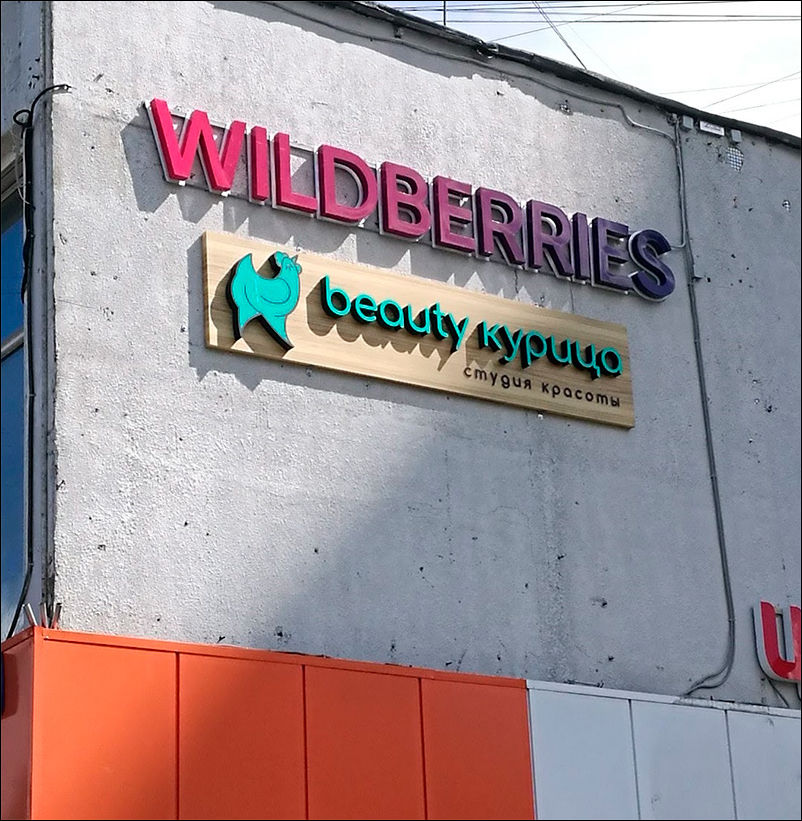 WILDBERRIES
beauty курица
студия красоты